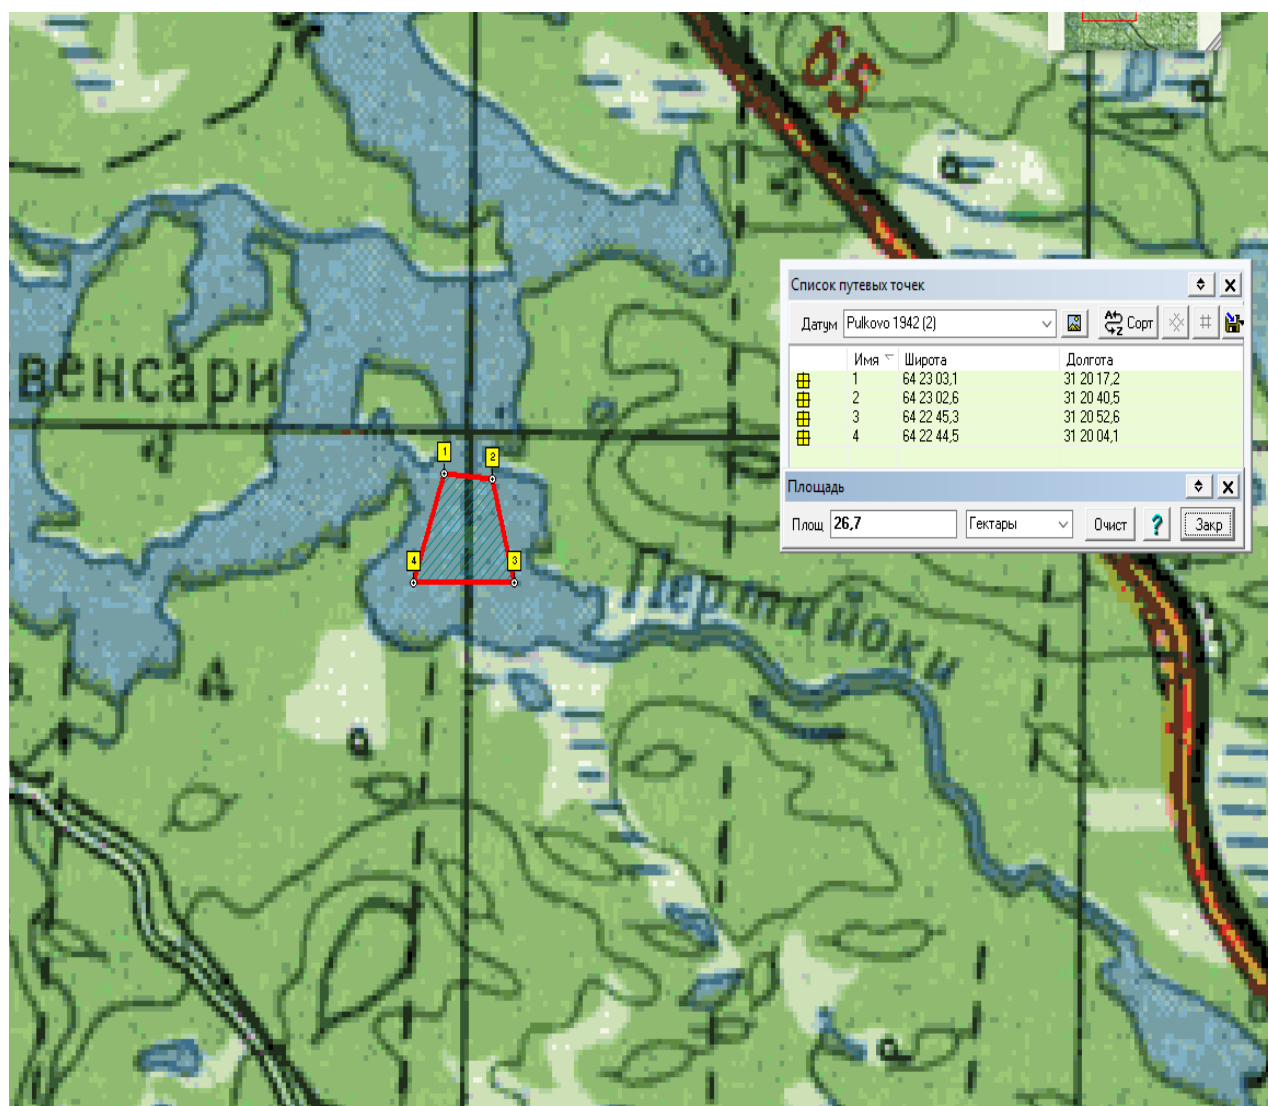 65
венсари
Список путевых точек
Датум Pulkovo 1942 (2) Сорт
Имя Широта Долгота
1 64 23 03,1 31 20 17,2
2 64 23 02,6 31 20 40,5
3 64 22 45,3 31 20 52,6
4 64 22 44,5 31 20 04,1
Площадь
Площ 26,7 Гектары Очист ? Закр
1
2
4
3
Пертийоки